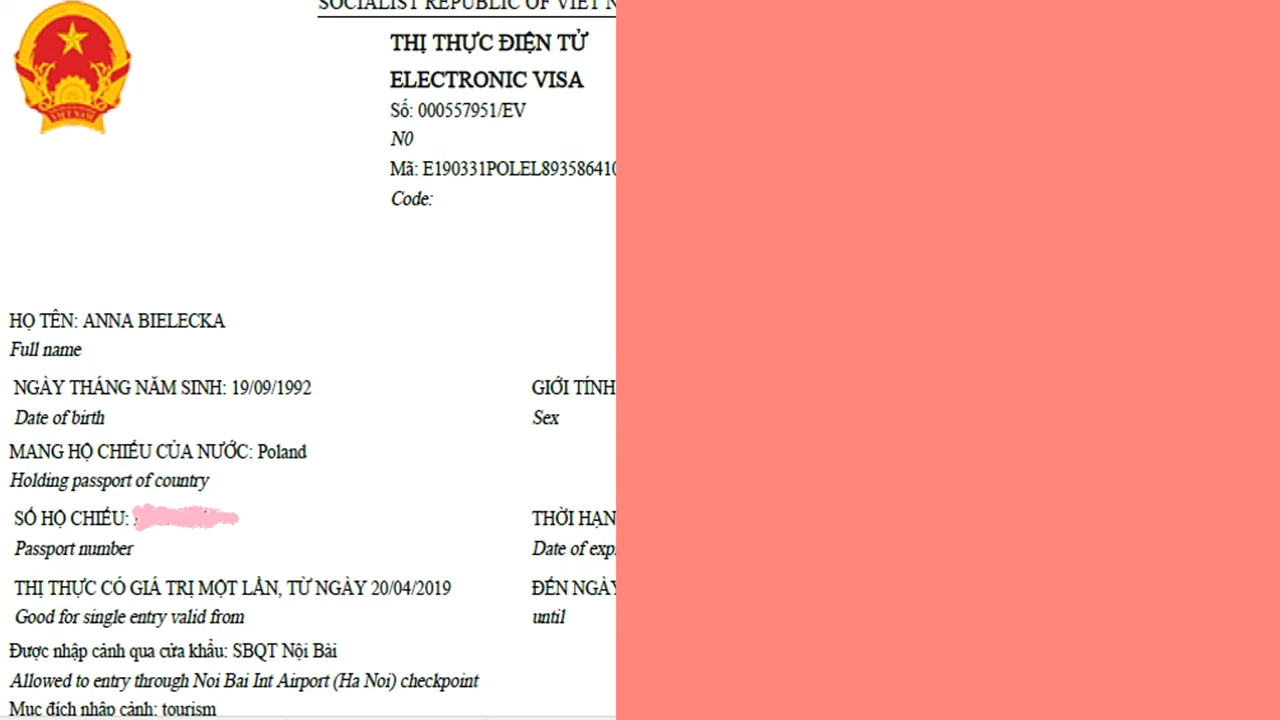 SOCIALIST REPUBLIC OF VIET N
THỊ THỰC ĐIỆN TỬ
ELECTRONIC VISA
Số: 000557951/EV
N0
Mã: E190331POLEL893586410
Code:
VIỆT NAM
HỌ TÊN: ANNA BIELECKA
Full name
NGÀY THÁNG NĂM SINH: 19/09/1992 GIỚI TÍNH
Date of birth Sex
MANG HỘ CHIẾU CỦA NƯỚC: Poland
Holding passport of country
SỐ HỘ CHIẾU: THỜI HẠN
Passport number Date of exp
THỊ THỰC CÓ GIÁ TRỊ MỘT LẦN, TỪ NGÀY 20/04/2019 ĐẾN NGÀY
Good for single entry valid from until
Được nhập cảnh qua cửa khẩu: SBQT Nội Bài
Allowed to entry through Noi Bai Int Airport (Ha Noi) checkpoint
Mục đích nhập cảnh: tourism